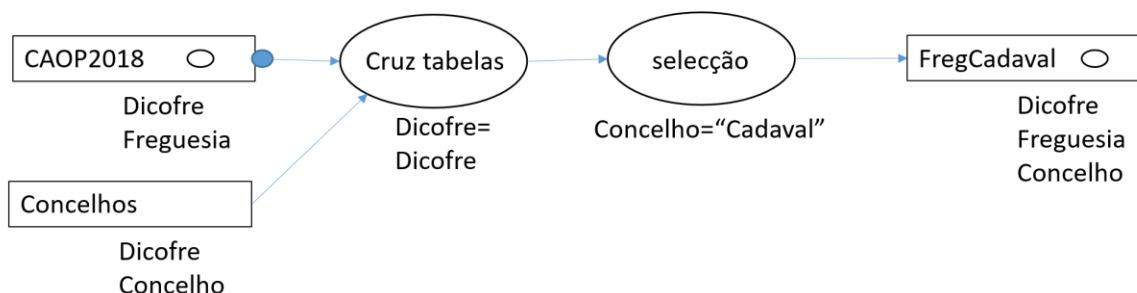 CAOP2018
Dicofre
Freguesia
Concelhos
Dicofre
Concelho
Cruz tabelas
Dicofre=
Dicofre
selecção
Concelho=“Cadaval”
FregCadaval
Dicofre
Freguesia
Concelho